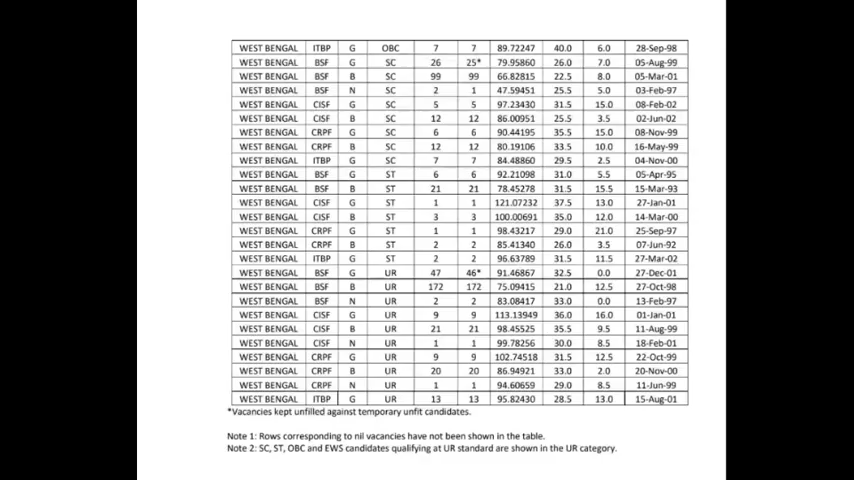 WEST BENGAL ITBP G OBC 7 7 89.72247 40.0 6.0 28-Sep-98
WEST BENGAL BSF G SC 26 25* 79.95860 26.0 7.0 05-Aug-99
WEST BENGAL BSF B SC 99 99 66.82815 22.5 8.0 05-Mar-01
WEST BENGAL BSF N SC 2 1 47.59451 25.5 5.0 03-Feb-97
WEST BENGAL CISF G SC 5 5 97.23430 31.5 15.0 08-Feb-02
WEST BENGAL CISF B SC 12 12 86.00951 25.5 3.5 02-Jun-02
WEST BENGAL CRPF G SC 6 6 90.44195 35.5 15.0 08-Nov-99
WEST BENGAL CRPF B SC 12 12 80.19106 33.5 10.0 16-May-99
WEST BENGAL ITBP G SC 7 7 84.48860 29.5 2.5 04-Nov-00
WEST BENGAL BSF G ST 6 6 92.21098 31.0 5.5 05-Apr-95
WEST BENGAL BSF B ST 21 21 78.45278 31.5 15.5 15-Mar-93
WEST BENGAL CISF G ST 1 1 121.07232 37.5 13.0 27-Jan-01
WEST BENGAL CISF B ST 3 3 100.00691 35.0 12.0 14-Mar-00
WEST BENGAL CRPF G ST 1 1 98.43217 29.0 21.0 25-Sep-97
WEST BENGAL CRPF B ST 2 2 85.41340 26.0 3.5 07-Jun-92
WEST BENGAL ITBP G ST 2 2 96.63789 31.5 11.5 27-Mar-02
WEST BENGAL BSF G UR 47 46* 91.46867 32.5 0.0 27-Dec-01
WEST BENGAL BSF B UR 172 172 75.09415 21.0 12.5 27-Oct-98
WEST BENGAL BSF N UR 2 2 83.08417 33.0 0.0 13-Feb-97
WEST BENGAL CISF G UR 9 9 113.13949 36.0 16.0 01-Jan-01
WEST BENGAL CISF B UR 21 21 98.45525 35.5 9.5 11-Aug-99
WEST BENGAL CISF N UR 1 1 99.78256 30.0 8.5 18-Feb-01
WEST BENGAL CRPF G UR 9 9 102.74518 31.5 12.5 22-Oct-99
WEST BENGAL CRPF B UR 20 20 86.94921 33.0 2.0 20-Nov-00
WEST BENGAL CRPF N UR 1 1 94.60659 29.0 8.5 11-Jun-99
WEST BENGAL ITBP G UR 13 13 95.82430 28.5 13.0 15-Aug-01
*Vacancies kept unfilled against temporary unfit candidates.
Note 1: Rows corresponding to nil vacancies have not been shown in the table.
Note 2: SC, ST, OBC and EWS candidates qualifying at UR standard are shown in the UR category.